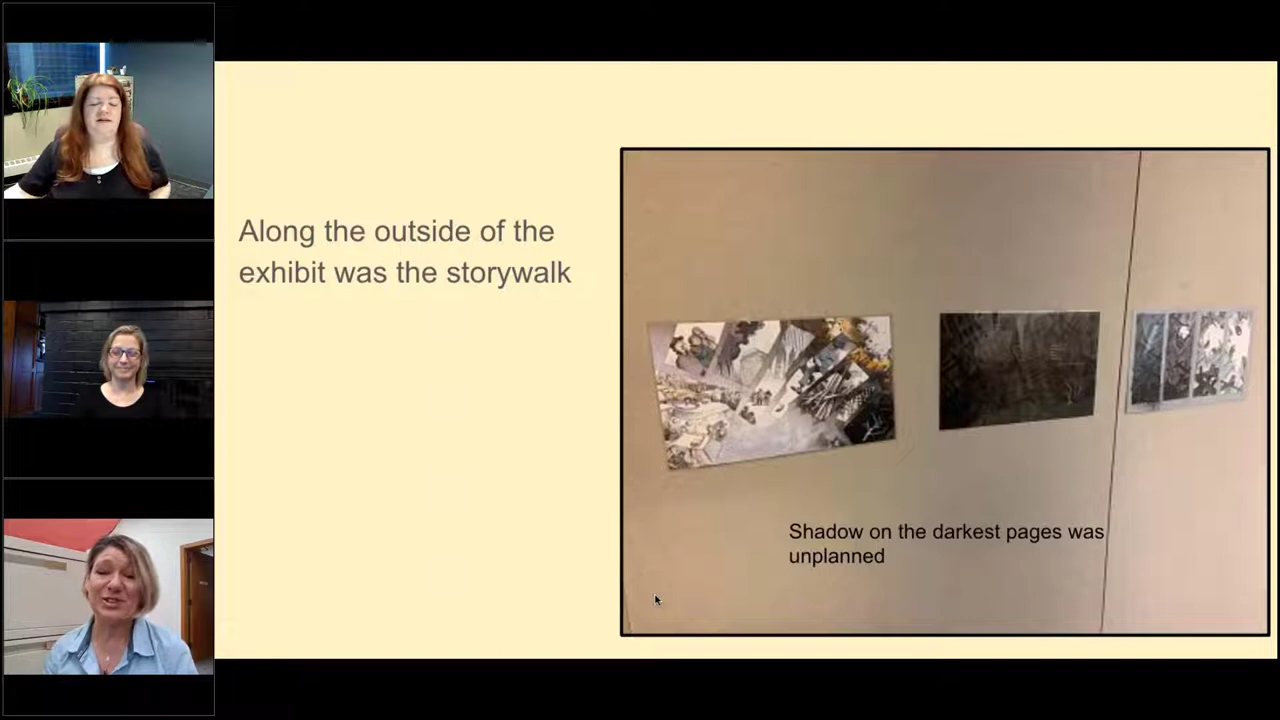 Along the outside of the
exhibit was the storywalk
Shadow on the darkest pages was
unplanned